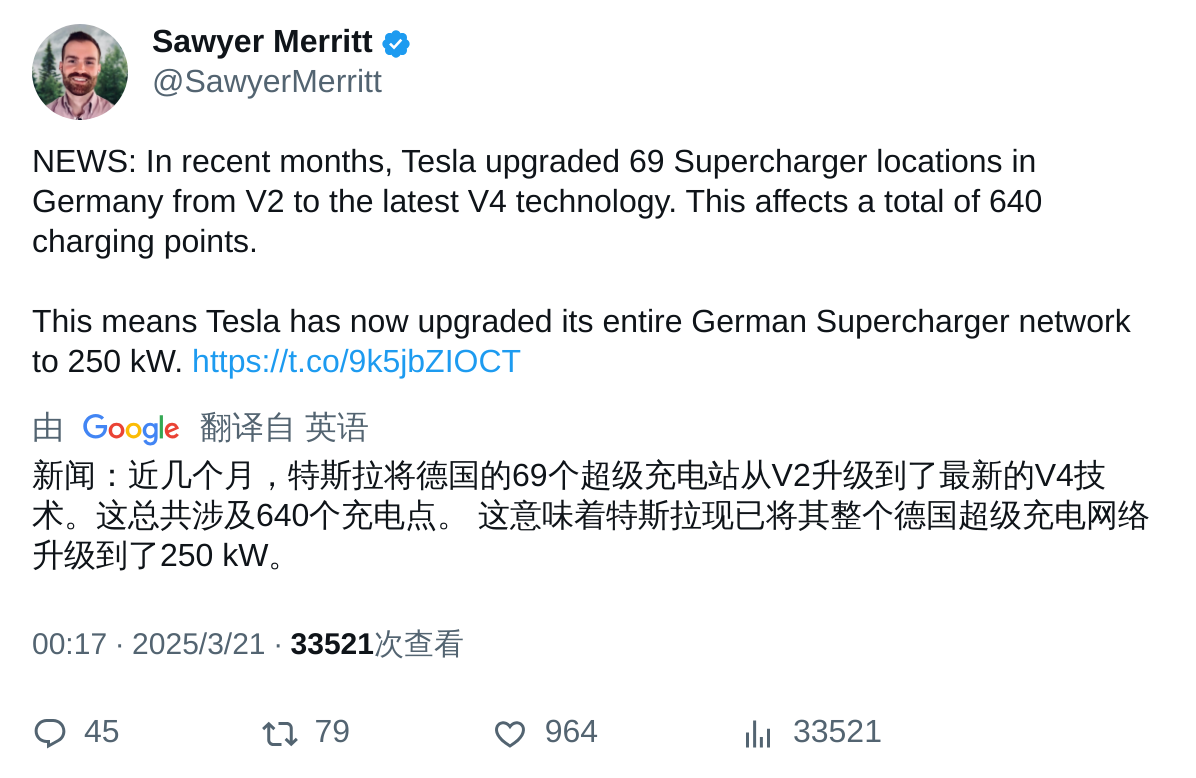 Sawyer Merritt
@SawyerMerritt
NEWS: In recent months, Tesla upgraded 69 Supercharger locations in
Germany from V2 to the latest V4 technology. This affects a total of 640
charging points.
This means Tesla has now upgraded its entire German Supercharger network
to 250 kW. https://t.co/9k5jbZIOCT
由 Google 翻译自 英语
新闻：近几个月，特斯拉将德国的69个超级充电站从V2升级到了最新的V4技
术。这总共涉及640个充电点。 这意味着特斯拉现已将其整个德国超级充电网络
升级到了250 kW。
00:17 · 2025/3/21 · 33521次查看
45 79 964 33521